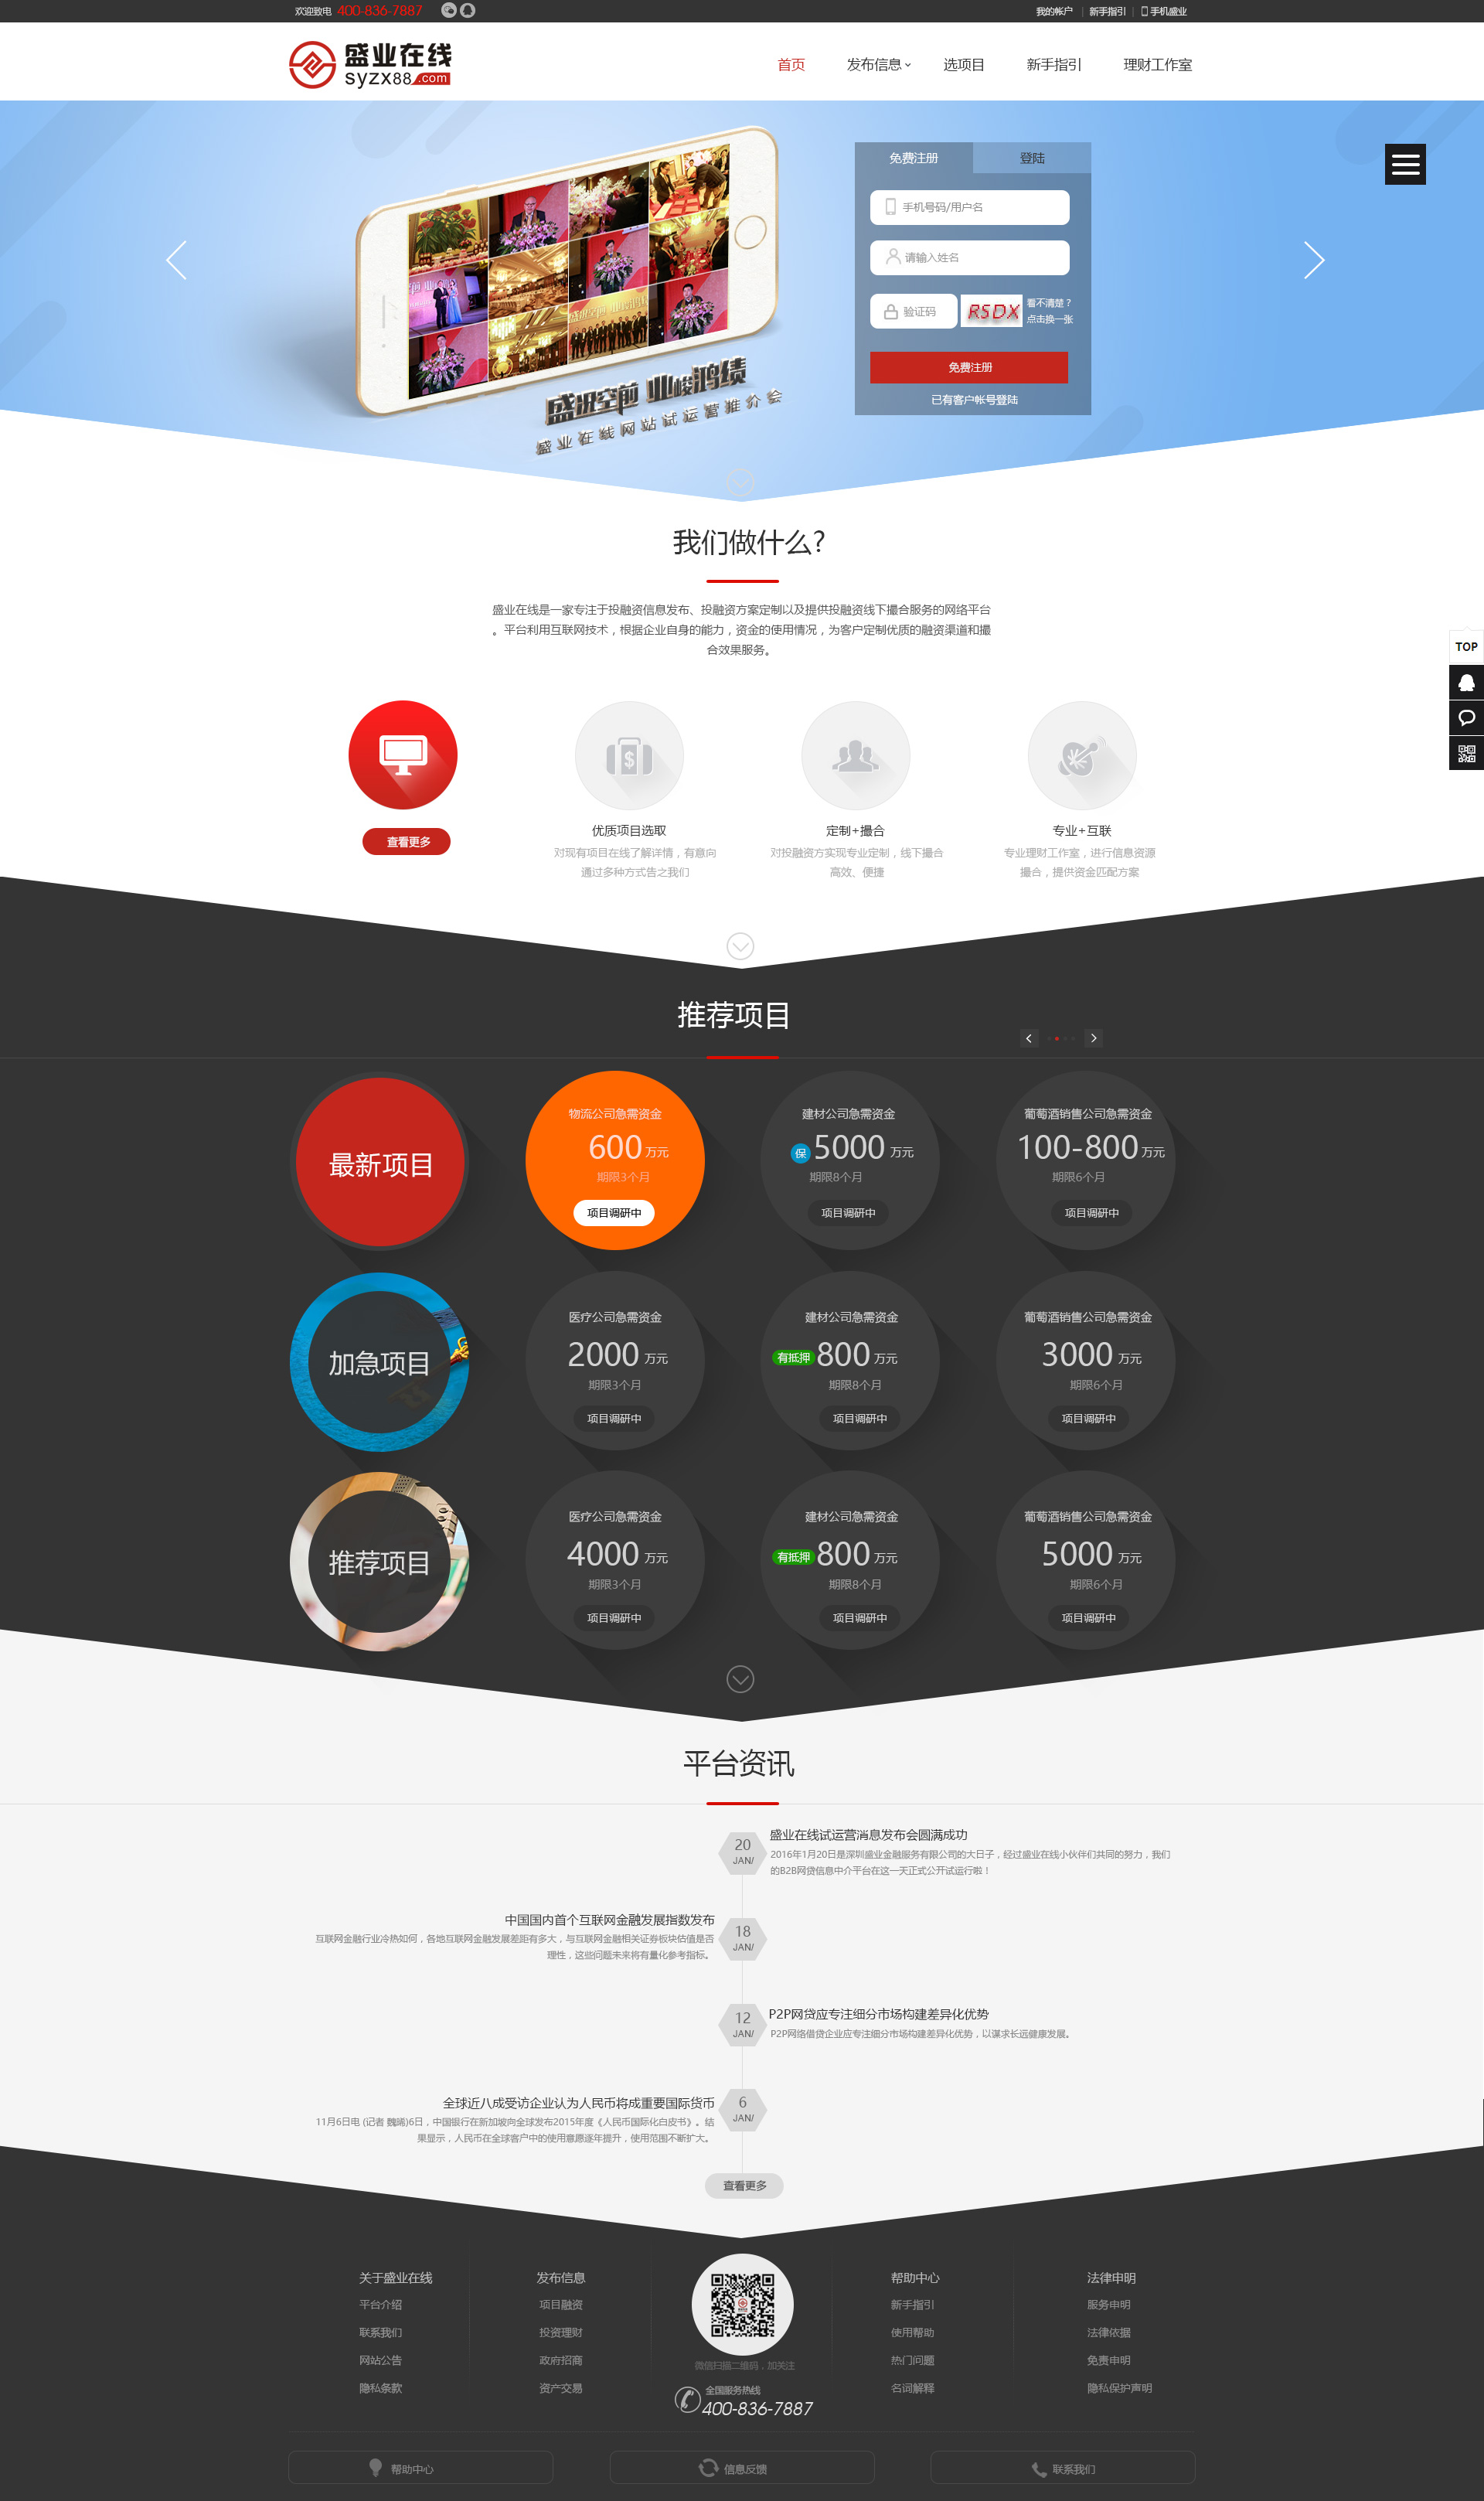 欢迎致电 400-836-7887
我的帐户 | 新手指引 | 手机盛业
盛业在线
syzx88.com
首页 发布信息 选项目 新手指引 理财工作室
免费注册 登陆
手机号码/用户名
请输入姓名
验证码 RSDX 看不清楚？
点击换一张
免费注册
已有客户帐号登陆
盛况空前 业峻鸿绩
盛业在线网站试运营推介会
我们做什么?
盛业在线是一家专注于投融资信息发布、投融资方案定制以及提供投融资线下撮合服务的网络平台
。平台利用互联网技术，根据企业自身的能力，资金的使用情况，为客户定制优质的融资渠道和撮
合效果服务。
TOP
查看更多
优质项目选取
对现有项目在线了解详情，有意向
通过多种方式告之我们
定制+撮合
对投融资方实现专业定制，线下撮合
高效、便捷
专业+互联
专业理财工作室，进行信息资源
撮合，提供资金匹配方案
推荐项目
最新项目
物流公司急需资金
600 万元
期限3个月
项目调研中
建材公司急需资金
保 5000 万元
期限8个月
项目调研中
葡萄酒销售公司急需资金
100-800 万元
期限6个月
项目调研中
加急项目
医疗公司急需资金
2000 万元
期限3个月
项目调研中
建材公司急需资金
有抵押 800 万元
期限8个月
项目调研中
葡萄酒销售公司急需资金
3000 万元
期限6个月
项目调研中
推荐项目
医疗公司急需资金
4000 万元
期限3个月
项目调研中
建材公司急需资金
有抵押 800 万元
期限8个月
项目调研中
葡萄酒销售公司急需资金
5000 万元
期限6个月
项目调研中
平台资讯
20
JAN/
盛业在线试运营消息发布会圆满成功
2016年1月20日是深圳盛业金融服务有限公司的大日子，经过盛业在线小伙伴们共同的努力，我们
的B2B网贷信息中介平台在这一天正式公开试运行啦！
18
JAN/
中国国内首个互联网金融发展指数发布
互联网金融行业冷热如何，各地互联网金融发展差距有多大，与互联网金融相关证券板块估值是否
理性，这些问题未来将有量化参考指标。
12
JAN/
P2P网贷应专注细分市场构建差异化优势
P2P网络借贷企业应专注细分市场构建差异化优势，以谋求长远健康发展。
6
JAN/
全球近八成受访企业认为人民币将成重要国际货币
11月6日电 (记者 魏晞)6日，中国银行在新加坡向全球发布2015年度《人民币国际化白皮书》。结
果显示，人民币在全球客户中的使用意愿逐年提升，使用范围不断扩大。
查看更多
关于盛业在线
平台介绍
联系我们
网站公告
隐私条款
发布信息
项目融资
投资理财
政府招商
资产交易
微信扫描二维码，加关注
全国服务热线
400-836-7887
帮助中心
新手指引
使用帮助
热门问题
名词解释
法律申明
服务申明
法律依据
免责申明
隐私保护声明
帮助中心
信息反馈
联系我们